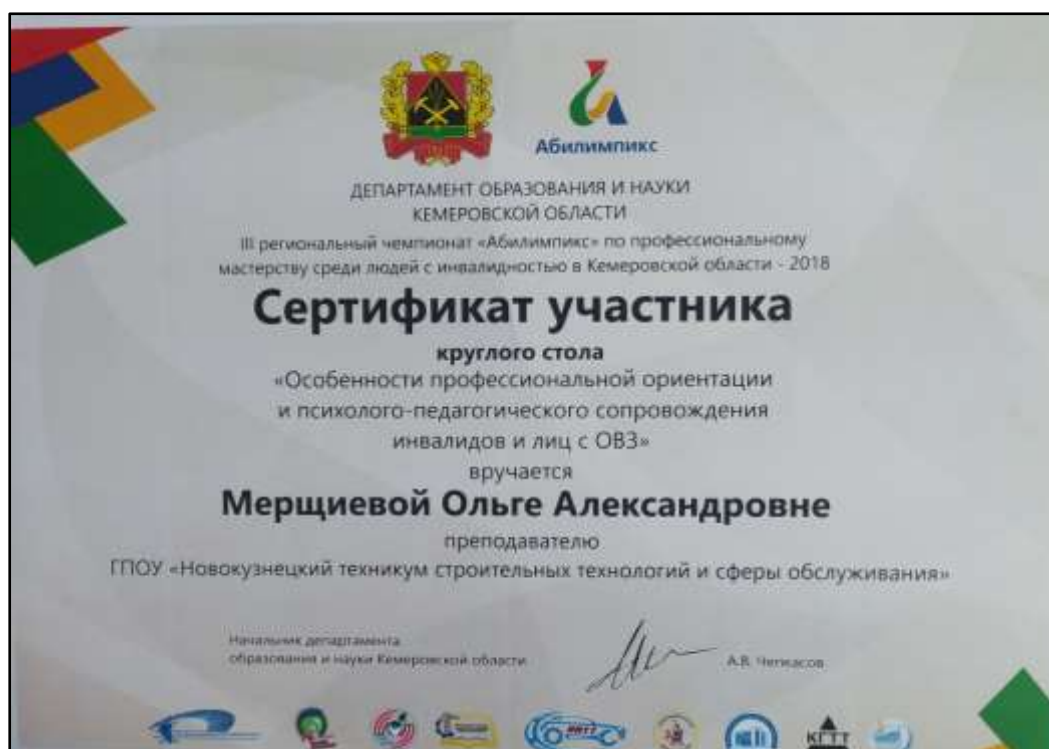 Абилимпикс
ДЕПАРТАМЕНТ ОБРАЗОВАНИЯ И НАУКИ
КЕМЕРОВСКОЙ ОБЛАСТИ
III региональный чемпионат «Абилимпикс» по профессиональному
мастерству среди людей с инвалидностью в Кемеровской области - 2018
Сертификат участника
круглого стола
«Особенности профессиональной ориентации
и психолого-педагогического сопровождения
инвалидов и лиц с ОВЗ»
вручается
Мерщиевой Ольге Александровне
преподавателю
ГПОУ «Новокузнецкий техникум строительных технологий и сферы обслуживания»
Начальник департамента
образования и науки Кемеровской области
А.В. Чепкасов
КГТТ